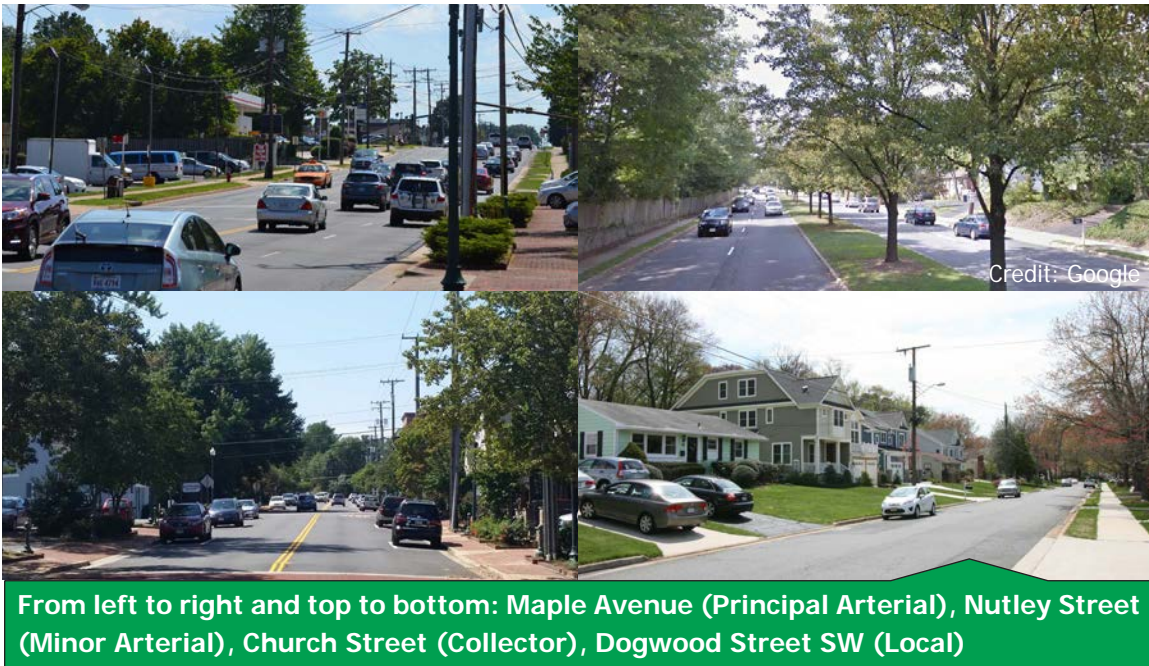 Credit: Google
From left to right and top to bottom: Maple Avenue (Principal Arterial), Nutley Street
(Minor Arterial), Church Street (Collector), Dogwood Street SW (Local)